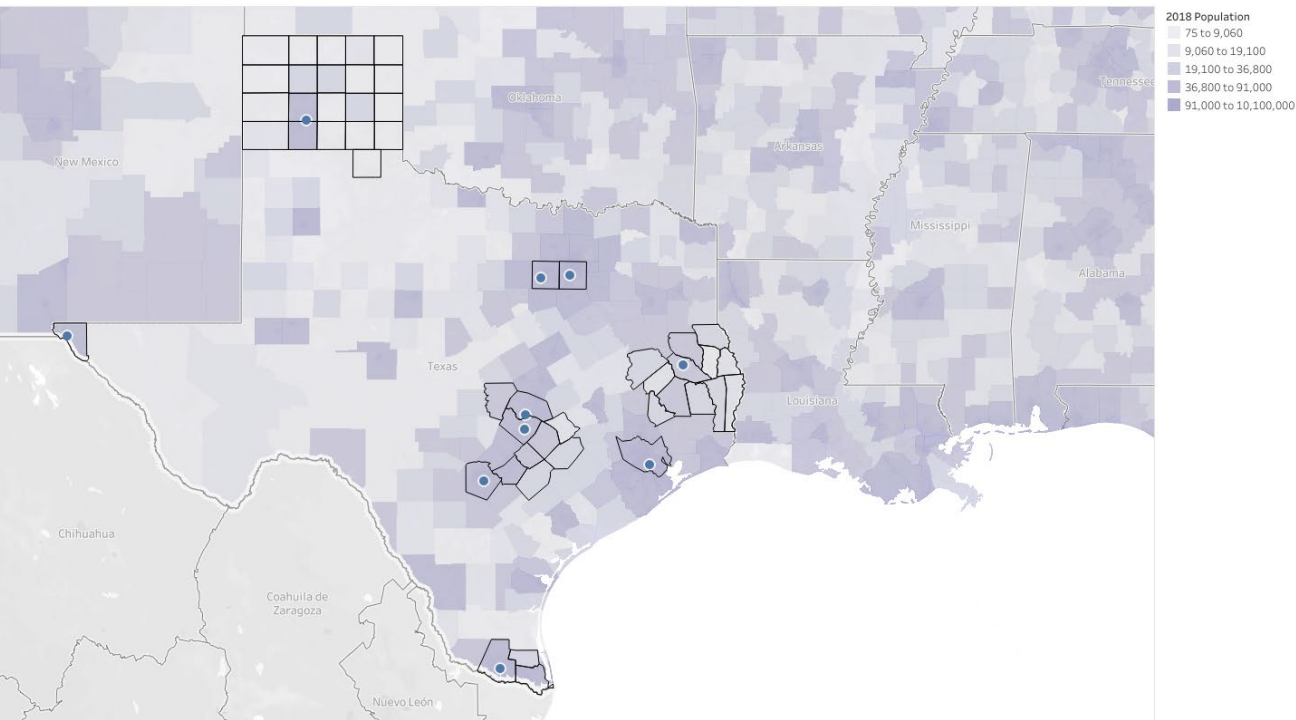 2018 Population
75 to 9,060
9,060 to 19,100
19,100 to 36,800
36,800 to 91,000
91,000 to 10,100,000
Tennessee
Oklahoma
Arkansas
New Mexico
Mississippi
Alabama
Texas
Louisiana
Chihuahua
Coahuila de
Zaragoza
Nuevo León